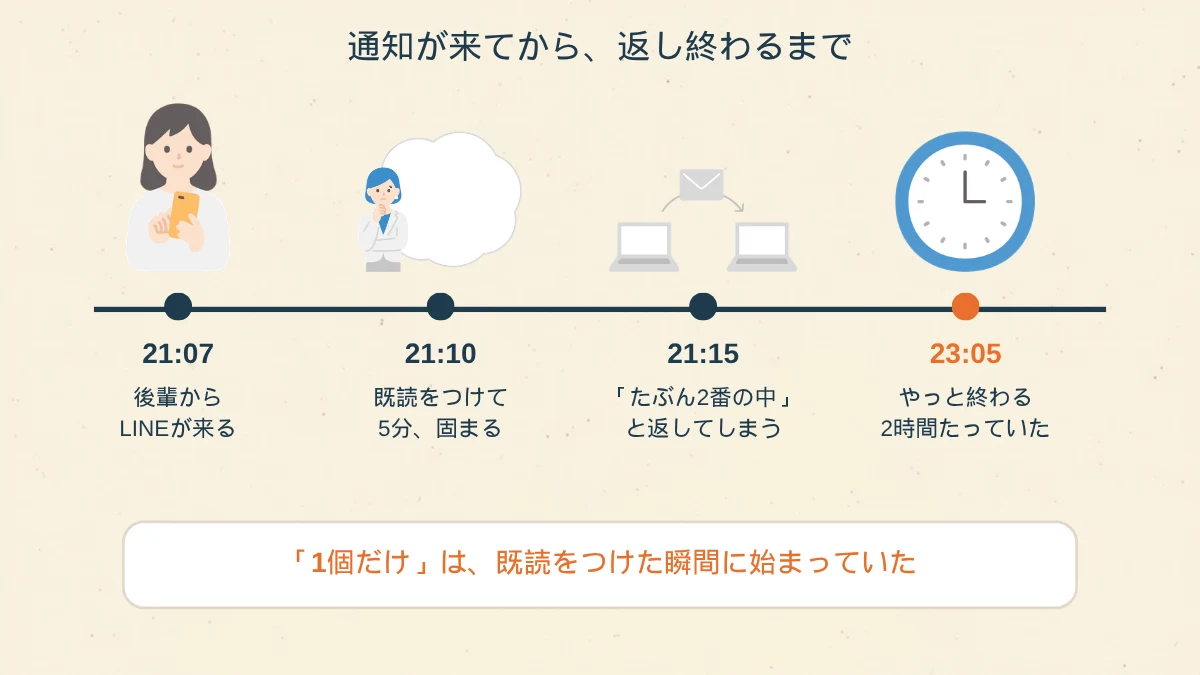 通知が来てから、返し終わるまで
21:07
後輩から
LINEが来る
21:10
既読をつけて
5分、固まる
21:15
「たぶん2番の中」
と返してしまう
23:05
やっと終わる
2時間たっていた
「1個だけ」は、既読をつけた瞬間に始まっていた